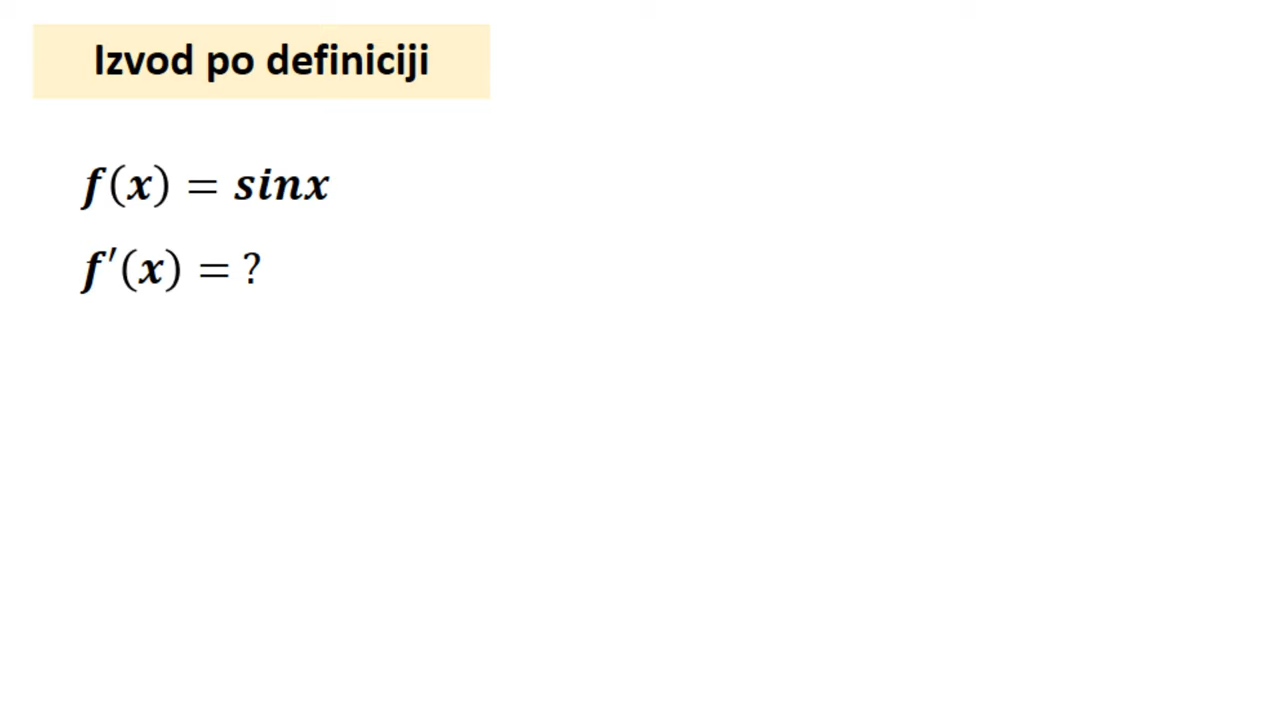 Izvod po definiciji
f(x) = sinx
f′(x) = ?